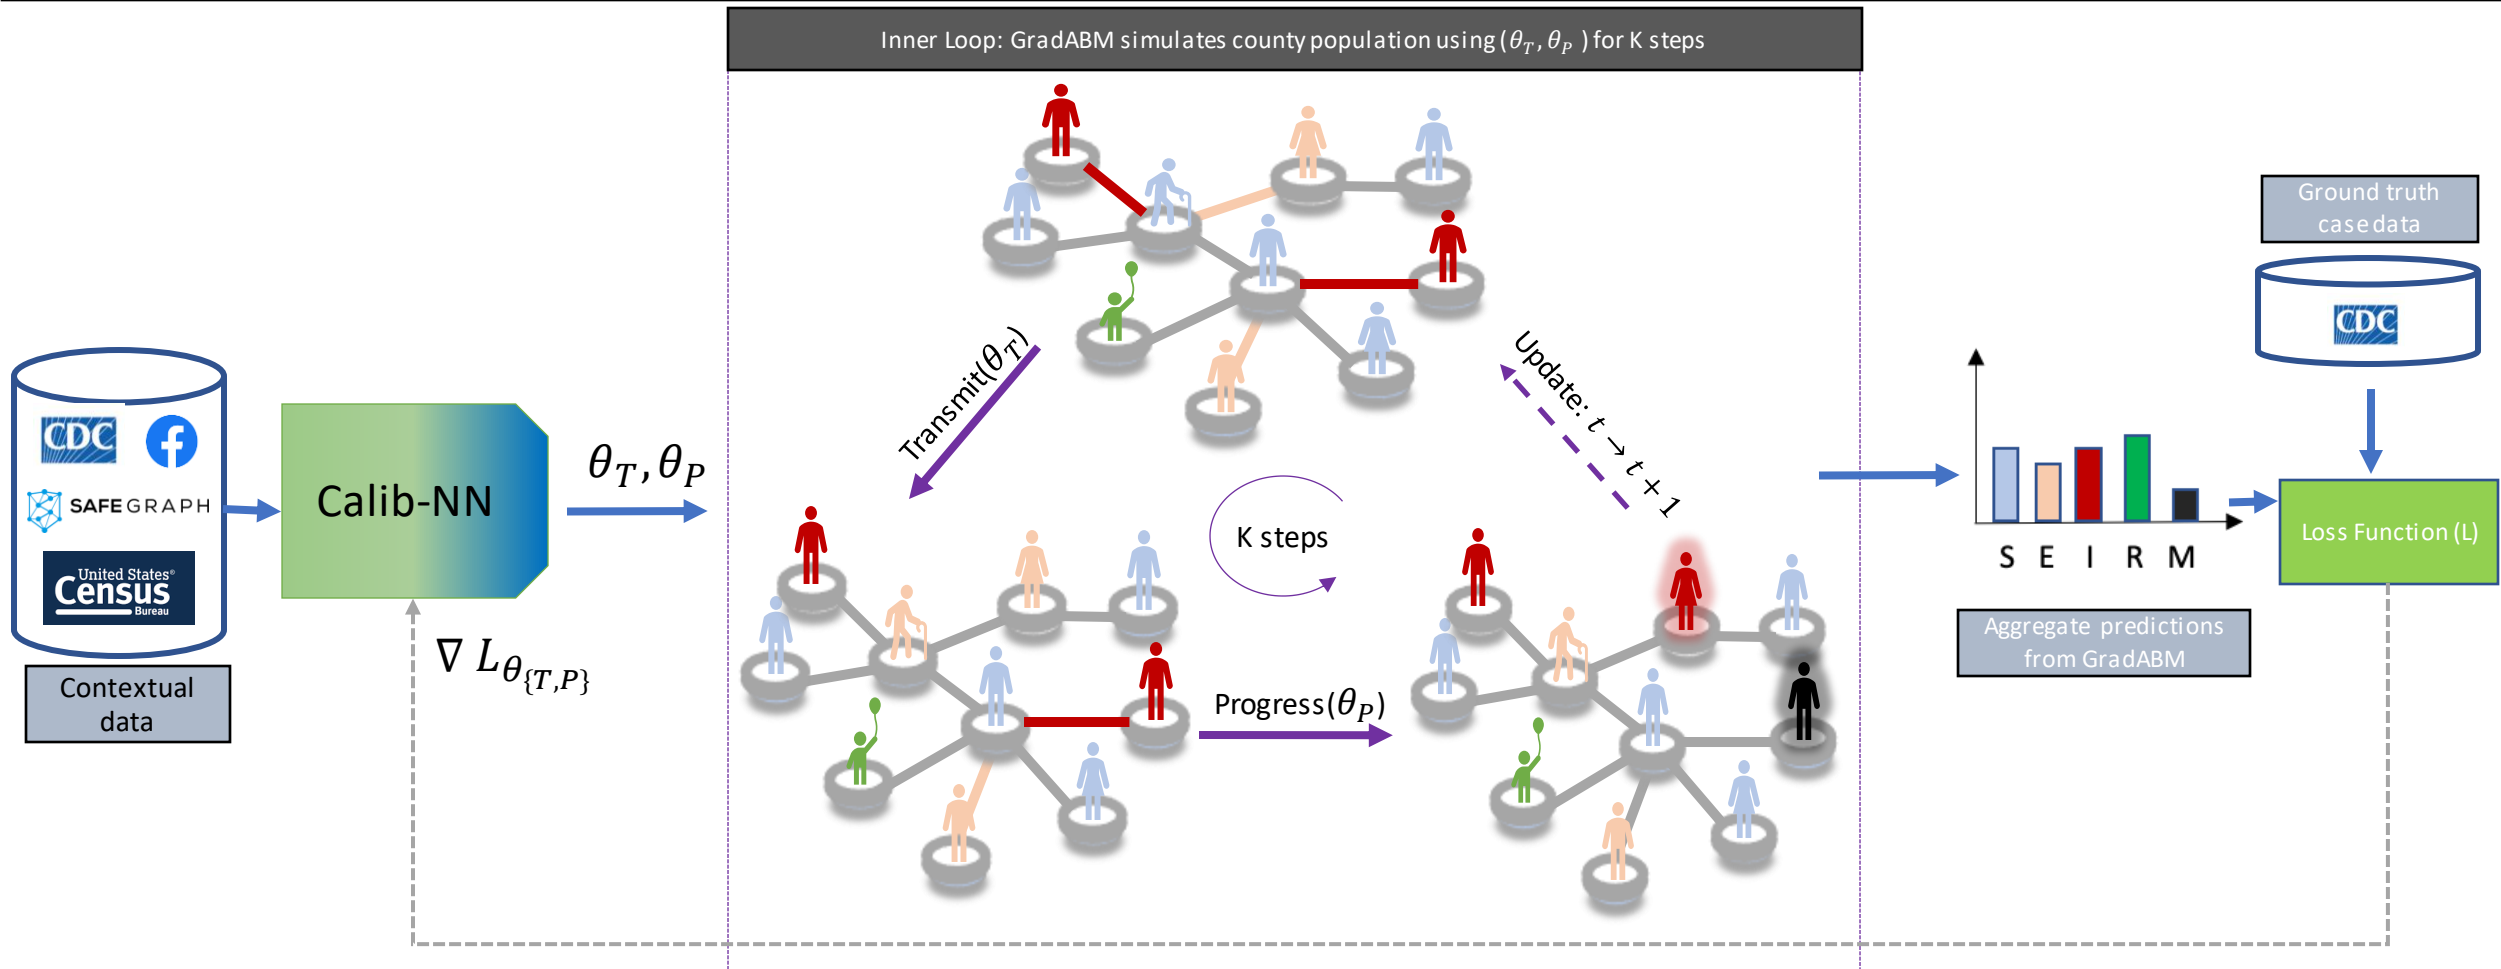 Inner Loop: GradABM simulates county population using (θ_T, θ_P) for K steps
CDC
SAFEGRAPH
United States®
Census
Bureau
Contextual
data
Calib-NN
θ_T, θ_P
∇ L_θ_{T,P}
Transmit(θ_T)
K steps
Progress(θ_P)
Update: t → t + 1
S E I R M
Aggregate predictions
from GradABM
Ground truth
case data
CDC
Loss Function (L)